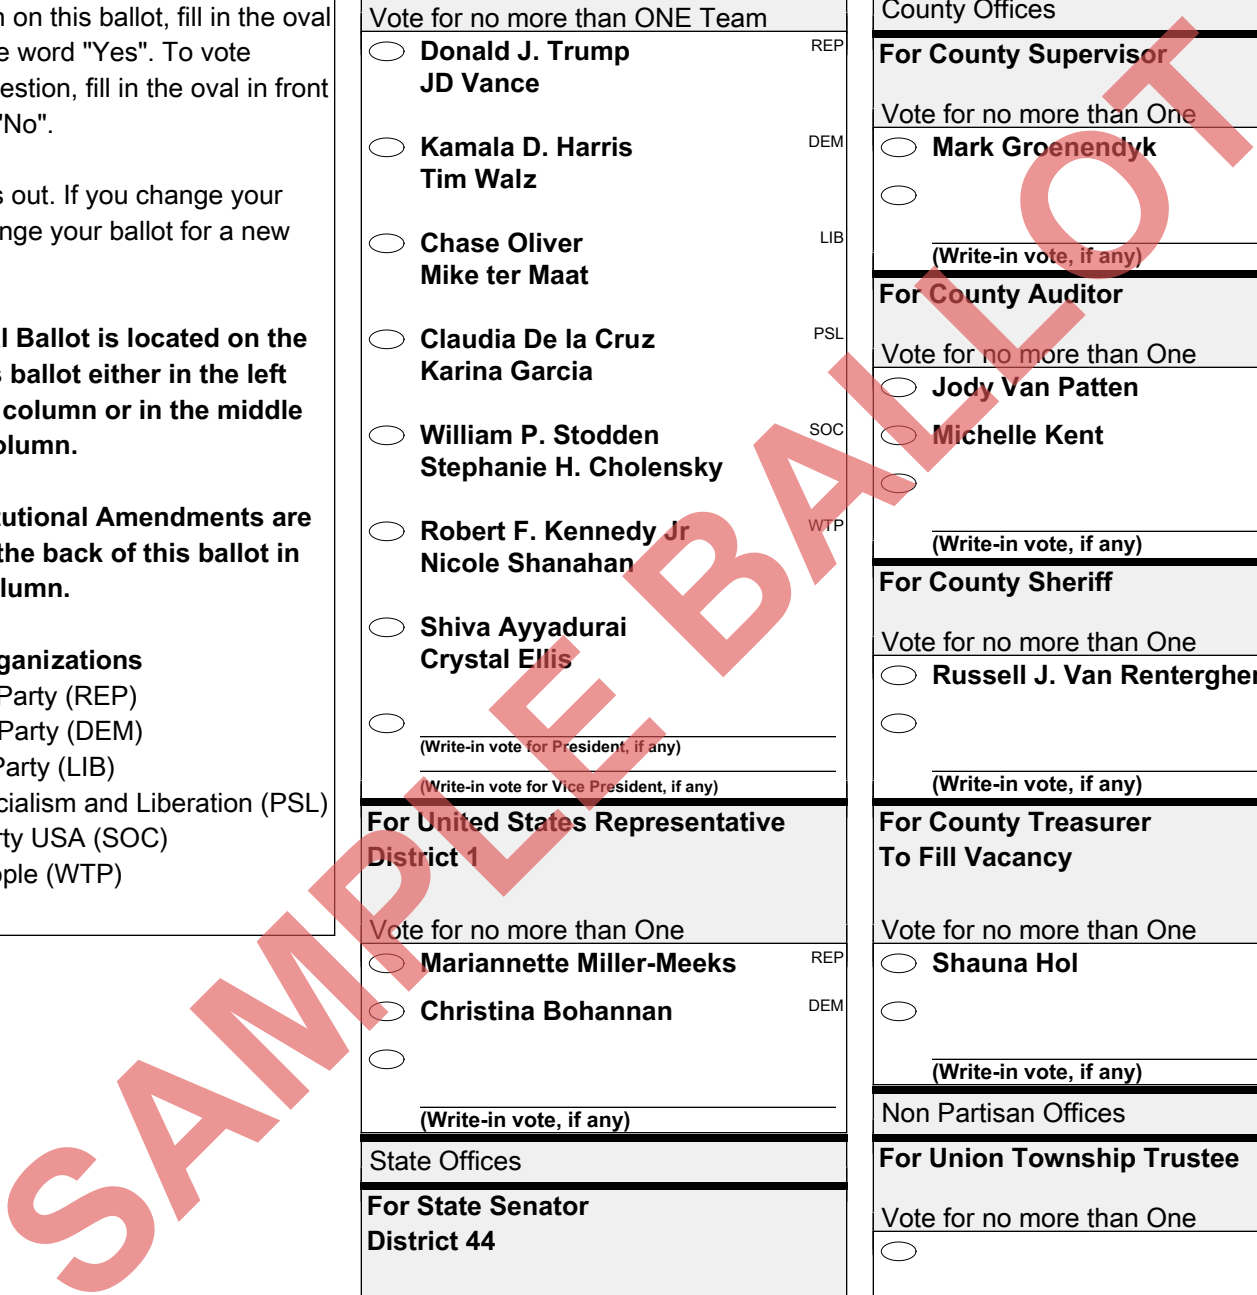 n on this ballot, fill in the oval
e word "Yes". To vote
estion, fill in the oval in front
"No".
s out. If you change your
nge your ballot for a new
l Ballot is located on the
s ballot either in the left
column or in the middle
olumn.
tutional Amendments are
the back of this ballot in
lumn.
ganizations
Party (REP)
Party (DEM)
Party (LIB)
cialism and Liberation (PSL)
rty USA (SOC)
ople (WTP)
Vote for no more than ONE Team
Donald J. Trump REP
JD Vance
Kamala D. Harris DEM
Tim Walz
Chase Oliver LIB
Mike ter Maat
Claudia De la Cruz PSL
Karina Garcia
William P. Stodden SOC
Stephanie H. Cholensky
Robert F. Kennedy Jr WTP
Nicole Shanahan
Shiva Ayyadurai
Crystal Ellis
(Write-in vote for President, if any)
(Write-in vote for Vice President, if any)
For United States Representative
District 1
Vote for no more than One
Mariannette Miller-Meeks REP
Christina Bohannan DEM
(Write-in vote, if any)
State Offices
For State Senator
District 44
County Offices
For County Supervisor
Vote for no more than One
Mark Groenendyk
(Write-in vote, if any)
For County Auditor
Vote for no more than One
Jody Van Patten
Michelle Kent
(Write-in vote, if any)
For County Sheriff
Vote for no more than One
Russell J. Van Renterghe
(Write-in vote, if any)
For County Treasurer
To Fill Vacancy
Vote for no more than One
Shauna Hol
(Write-in vote, if any)
Non Partisan Offices
For Union Township Trustee
Vote for no more than One
SAMPLE BALLOT